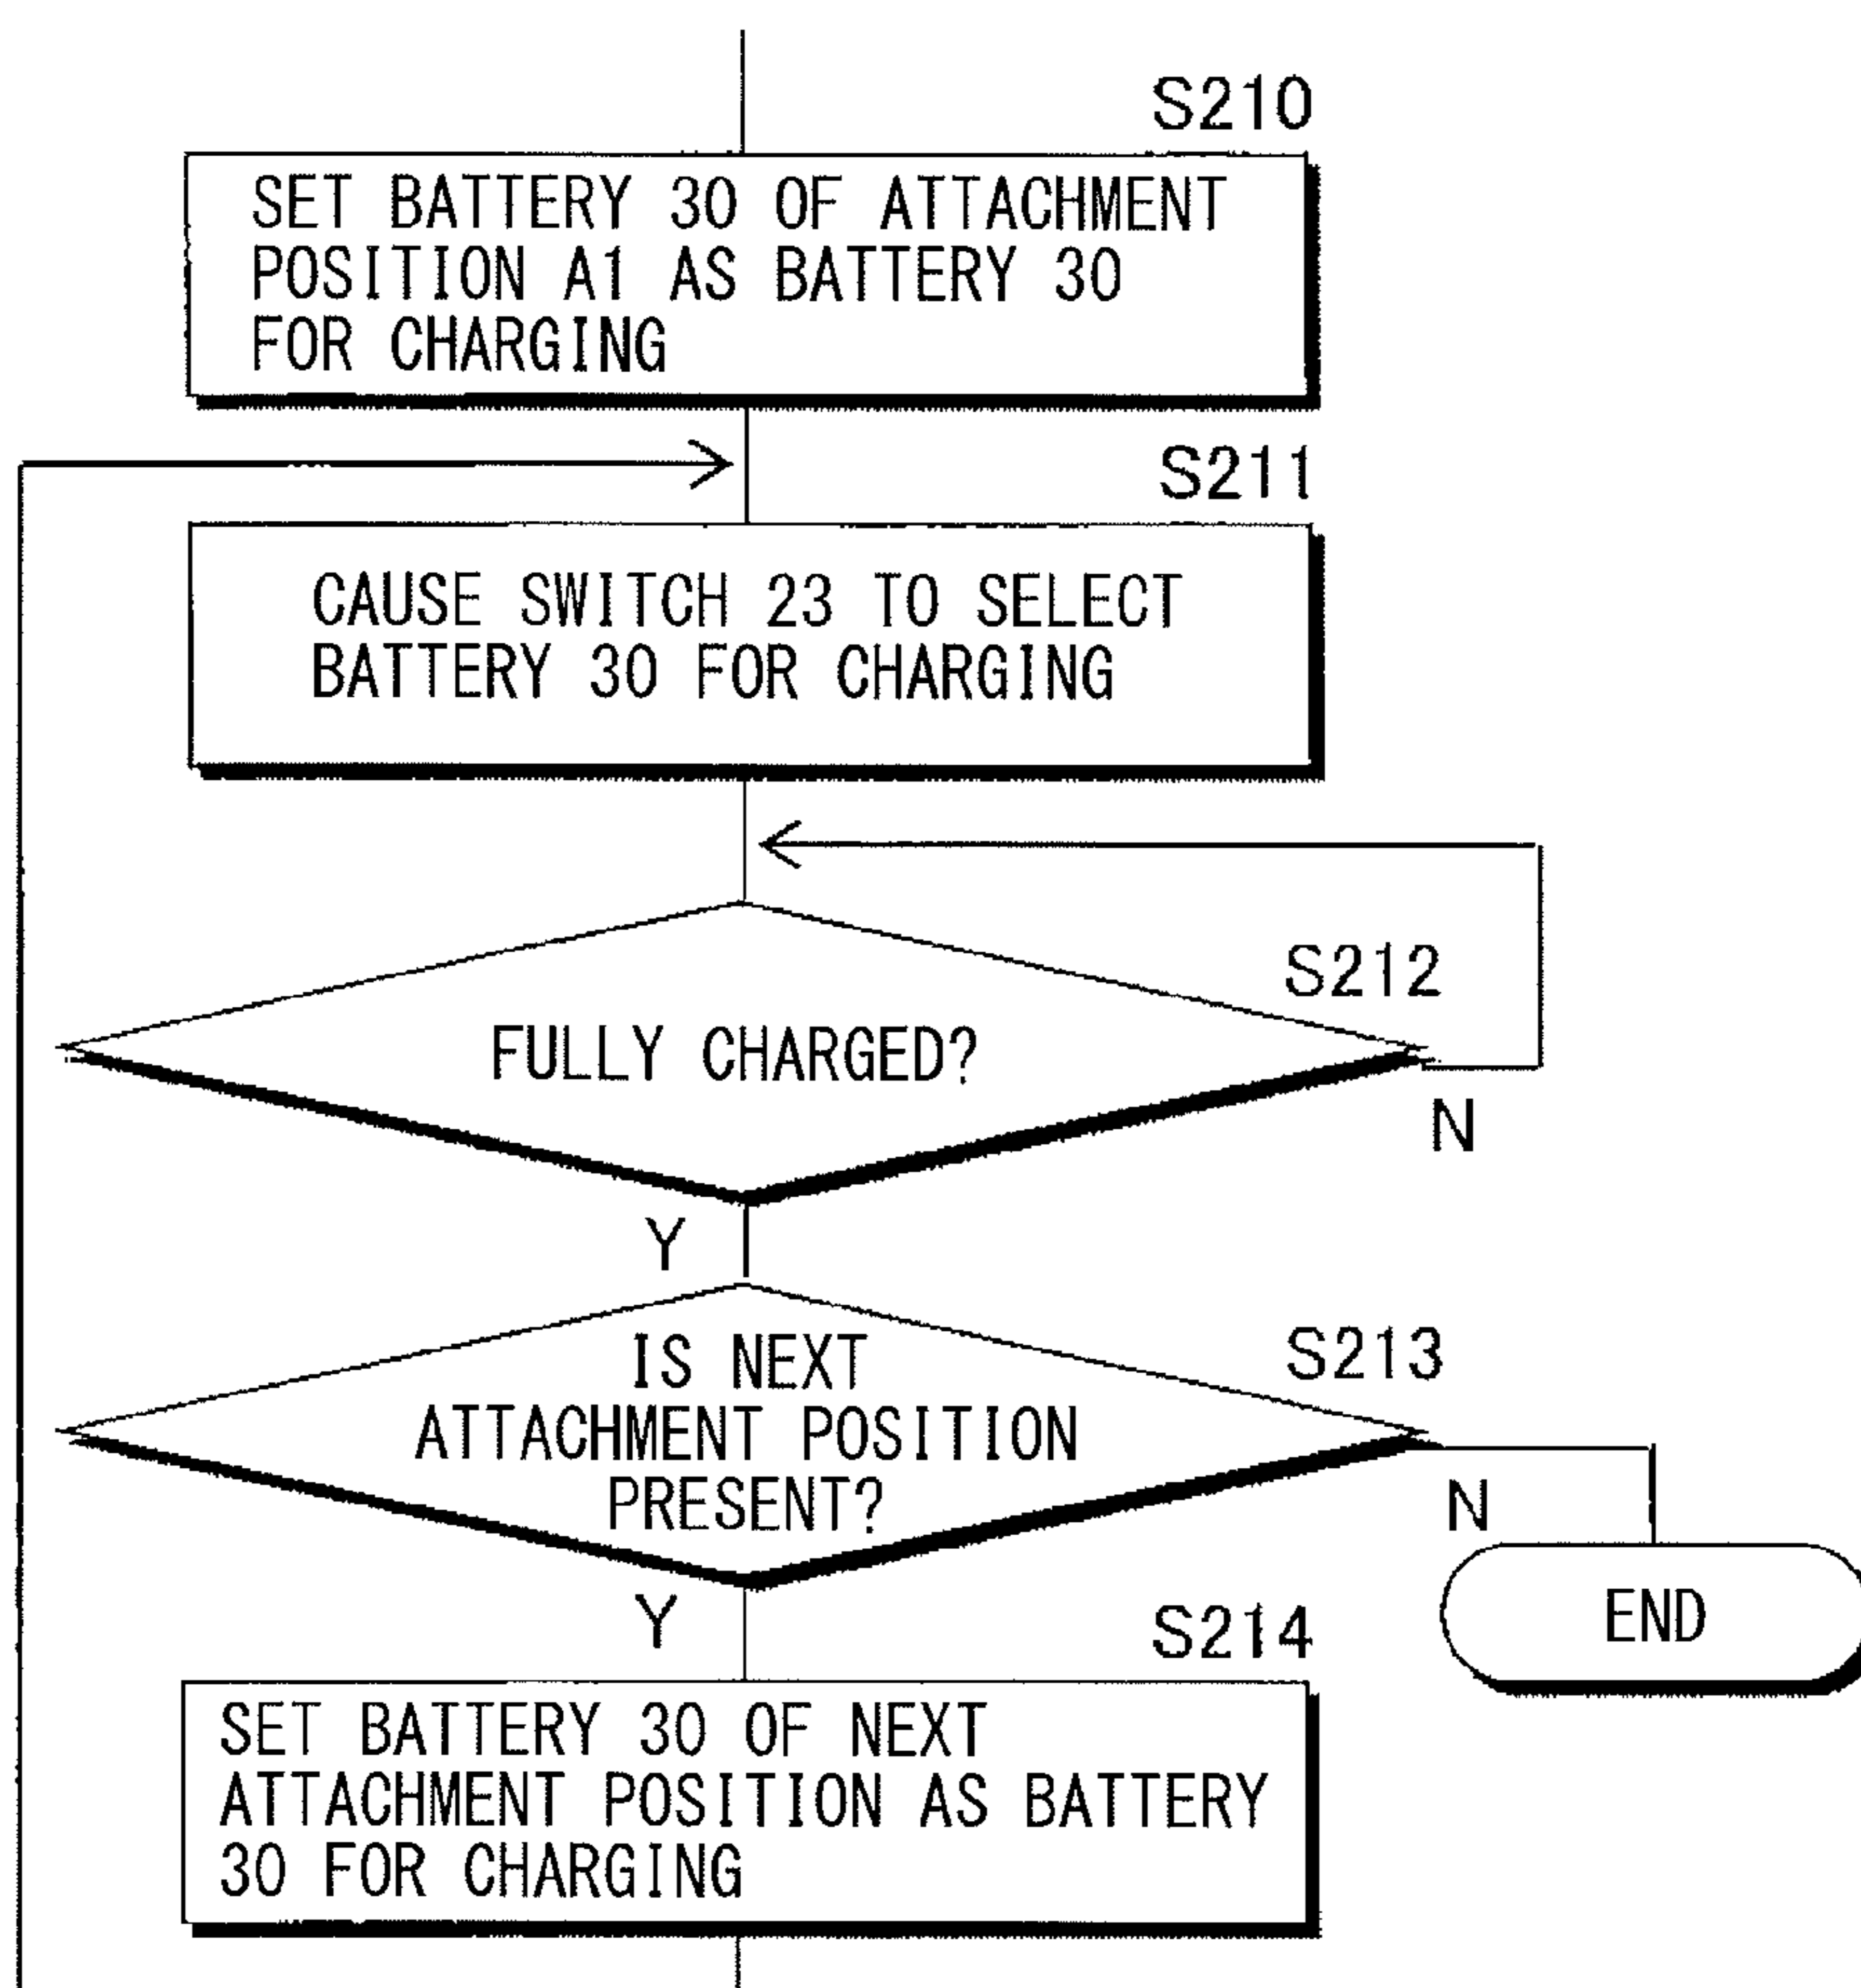 S210
SET BATTERY 30 OF ATTACHMENT
POSITION A1 AS BATTERY 30
FOR CHARGING
S211
CAUSE SWITCH 23 TO SELECT
BATTERY 30 FOR CHARGING
S212
FULLY CHARGED?
N
Y
IS NEXT
S213
ATTACHMENT POSITION
PRESENT?
N
Y
END
S214
SET BATTERY 30 OF NEXT
ATTACHMENT POSITION AS BATTERY
30 FOR CHARGING